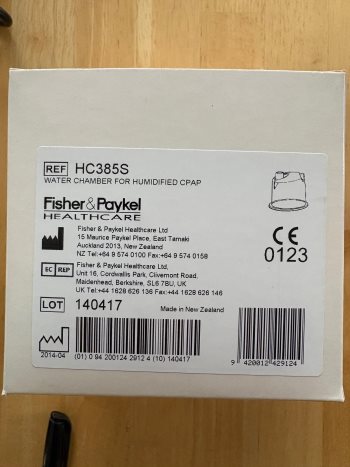 REF HC385S
WATER CHAMBER FOR HUMIDIFIED CPAP
Fisher&Paykel
HEALTHCARE
Fisher & Paykel Healthcare Ltd
15 Maurice Paykel Place, East Tamaki
Auckland 2013, New Zealand
NZ Tel:+64 9 574 0100 Fax:+64 9 574 0158
CE
0123
EC REP
Fisher & Paykel Healthcare Ltd,
Unit 16, Cordwallis Park, Clivemont Road,
Maidenhead, Berkshire, SL6 7BU, UK
UK Tel:+44 1628 626 136 Fax:+44 1628 626 146
LOT 140417
Made in New Zealand
2014-04
(01) 0 94 200124 2912 4 (10) 140417
9 420012 429124